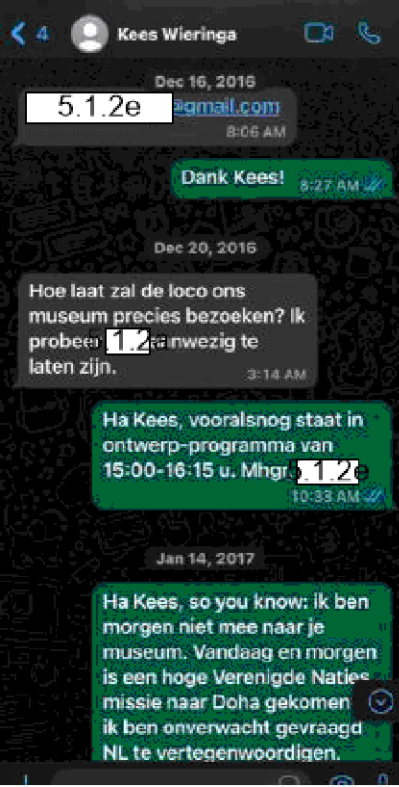 4 Kees Wieringa
Dec 16, 2016
5.1.2e @gmail.com
8:06 AM
Dank Kees!
8:27 AM
Dec 20, 2016
Hoe laat zal de loco ons
museum precies bezoeken? Ik
probeer 1.2 aanwezig te
laten zijn.
3:14 AM
Ha Kees, vooralsnog staat in
ontwerp-programma van
15:00-16:15 u. Mhgr. 5.1.2e
10:33 AM
Jan 14, 2017
Ha Kees, so you know: ik ben
morgen niet mee naar je
museum. Vandaag en morgen
is een hoge Verenigde Naties
missie naar Doha gekomen
ik ben onverwacht gevraagd
NL te vertegenwoordigen.